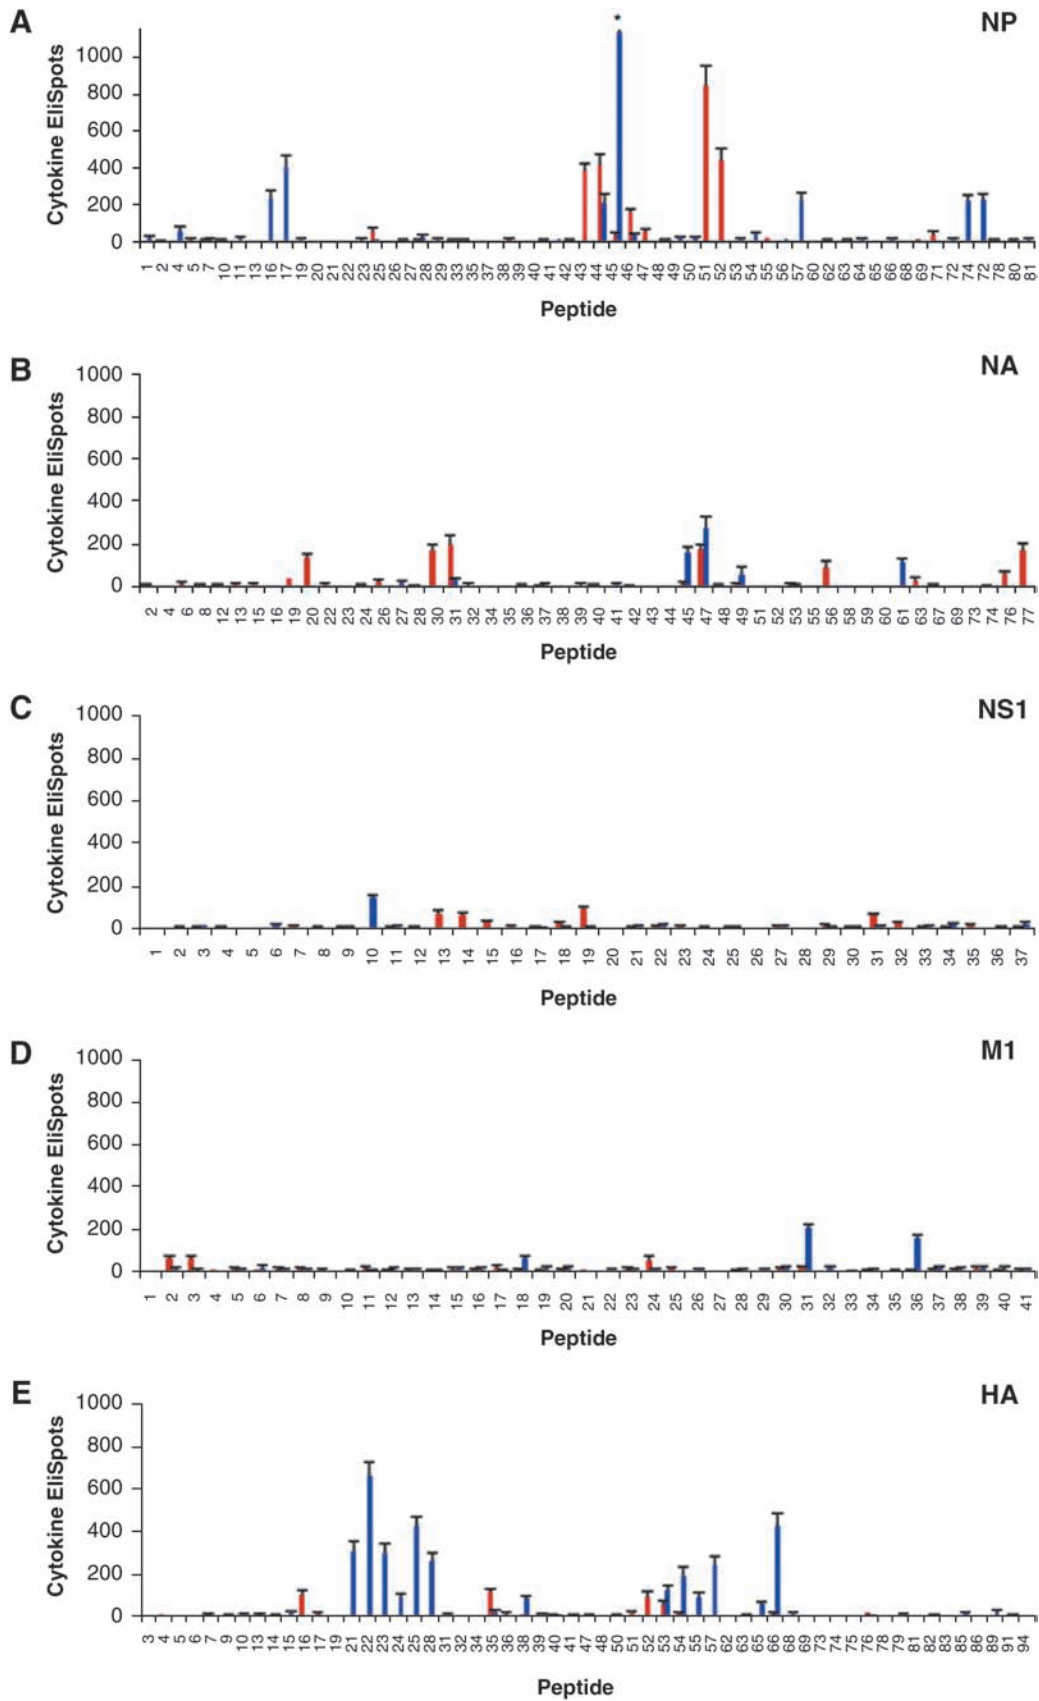 A
NP
Cytokine EliSpots
1000
800
600
400
200
0
*
1 2 4 5 7 10 11 13 16 17 19 20 21 22 23 25 26 27 28 29 33 35 37 38 39 40 41 42 43 44 45 46 47 48 49 50 51 52 53 54 55 56 57 60 62 63 64 65 66 68 69 71 72 74 72 78 80 81
Peptide
B
NA
Cytokine EliSpots
1000
800
600
400
200
0
2 4 6 8 12 13 15 16 19 20 22 23 24 26 27 28 30 31 32 34 35 36 37 38 39 40 41 42 43 44 45 47 48 49 51 52 53 55 56 58 59 60 61 63 67 69 73 74 76 77
Peptide
C
NS1
Cytokine EliSpots
1000
800
600
400
200
0
1 2 3 4 5 6 7 8 9 10 11 12 13 14 15 16 17 18 19 20 21 22 23 24 25 26 27 28 29 30 31 32 33 34 35 36 37
Peptide
D
M1
Cytokine EliSpots
1000
800
600
400
200
0
1 2 3 4 5 6 7 8 9 10 11 12 13 14 15 16 17 18 19 20 21 22 23 24 25 26 27 28 29 30 31 32 33 34 35 36 37 38 39 40 41
Peptide
E
HA
Cytokine EliSpots
1000
800
600
400
200
0
3 4 5 6 7 9 10 13 14 15 16 17 19 21 22 23 24 25 28 31 32 34 35 36 38 39 40 41 47 48 50 51 52 53 54 55 57 62 63 65 66 68 69 73 74 75 76 78 79 81 82 83 85 86 89 91 94
Peptide